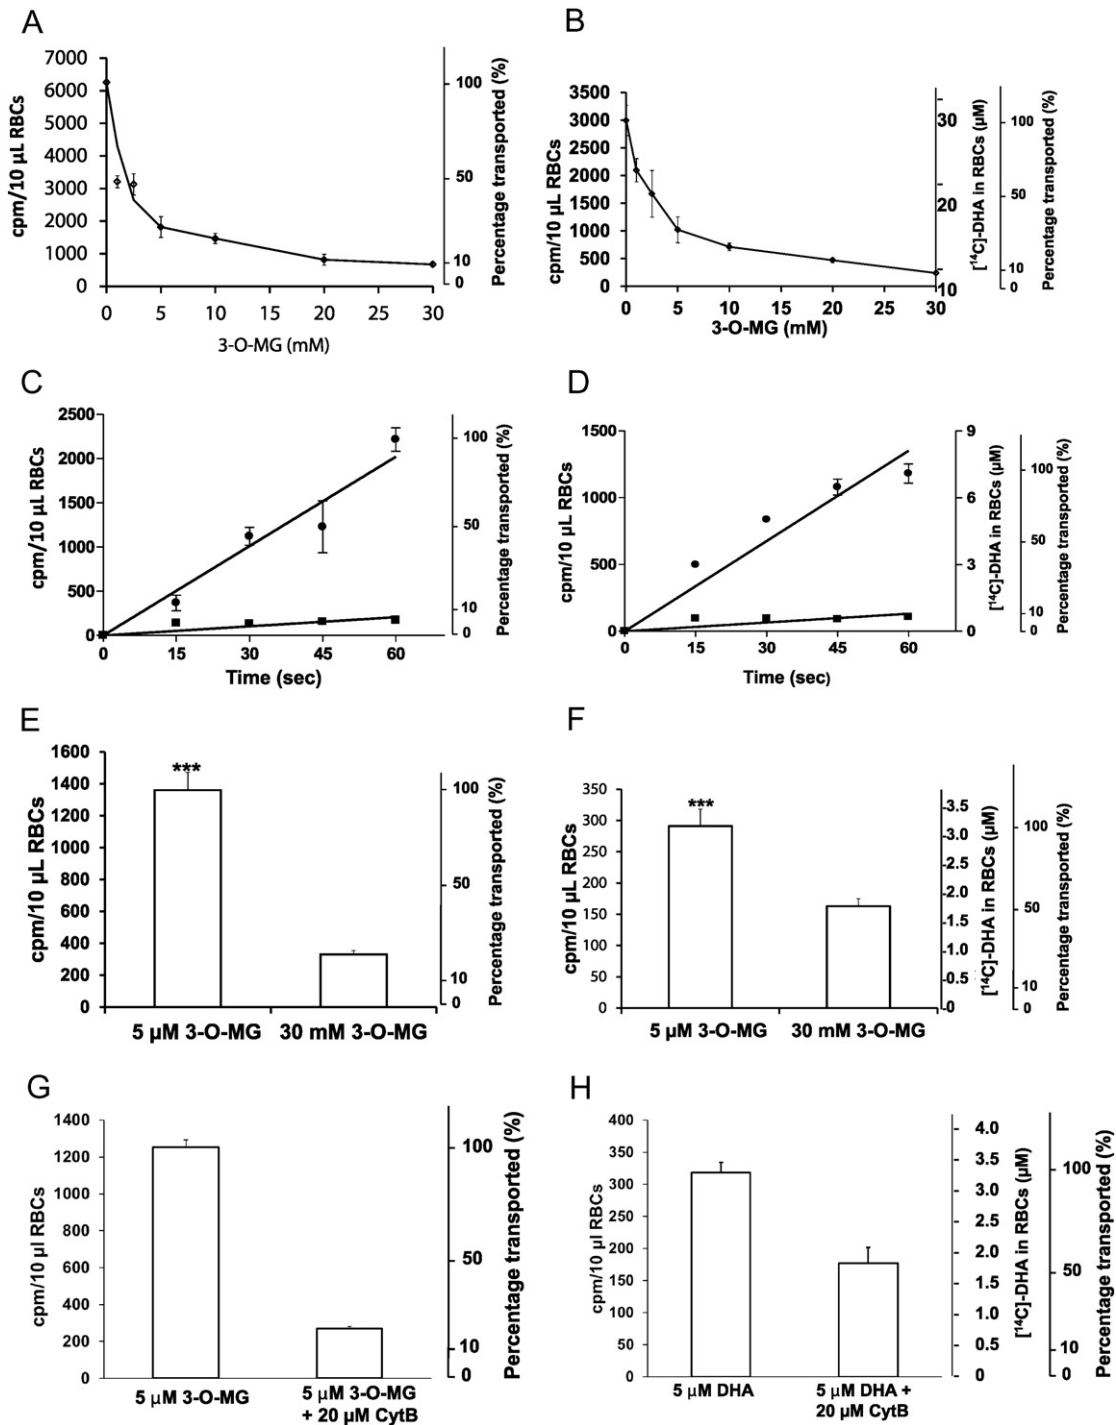 A
cpm/10 µL RBCs
7000
6000
5000
4000
3000
2000
1000
0
0 5 10 15 20 25 30
3-O-MG (mM)
100
50
10
0
Percentage transported (%)
B
cpm/10 µL RBCs
3500
3000
2500
2000
1500
1000
500
0
0 5 10 15 20 25 30
3-O-MG (mM)
30
20
10
[¹⁴C]-DHA in RBCs (µM)
100
50
10
0
Percentage transported (%)
C
cpm/10 µL RBCs
2500
2000
1500
1000
500
0
0 15 30 45 60
Time (sec)
100
50
10
0
Percentage transported (%)
D
cpm/10 µL RBCs
1500
1000
500
0
0 15 30 45 60
Time (sec)
9
6
3
0
[¹⁴C]-DHA in RBCs (µM)
100
50
10
0
Percentage transported (%)
E
cpm/10 µL RBCs
1600
1400
1200
1000
800
600
400
200
0
***
5 µM 3-O-MG 30 mM 3-O-MG
100
50
10
0
Percentage transported (%)
F
cpm/10 µL RBCs
350
300
250
200
150
100
50
0
***
5 µM 3-O-MG 30 mM 3-O-MG
3.5
3.0
2.5
2.0
1.5
1.0
0.5
0
[¹⁴C]-DHA in RBCs (µM)
100
50
10
0
Percentage transported (%)
G
cpm/10 µl RBCs
1400
1200
1000
800
600
400
200
0
5 µM 3-O-MG 5 µM 3-O-MG
+ 20 µM CytB
100
50
10
0
Percentage transported (%)
H
cpm/10 µl RBCs
400
350
300
250
200
150
100
50
0
5 µM DHA 5 µM DHA +
20 µM CytB
4.0
3.5
3.0
2.5
2.0
1.5
1.0
0.5
0
[¹⁴C]-DHA in RBCs (µM)
100
50
10
0
Percentage transported (%)